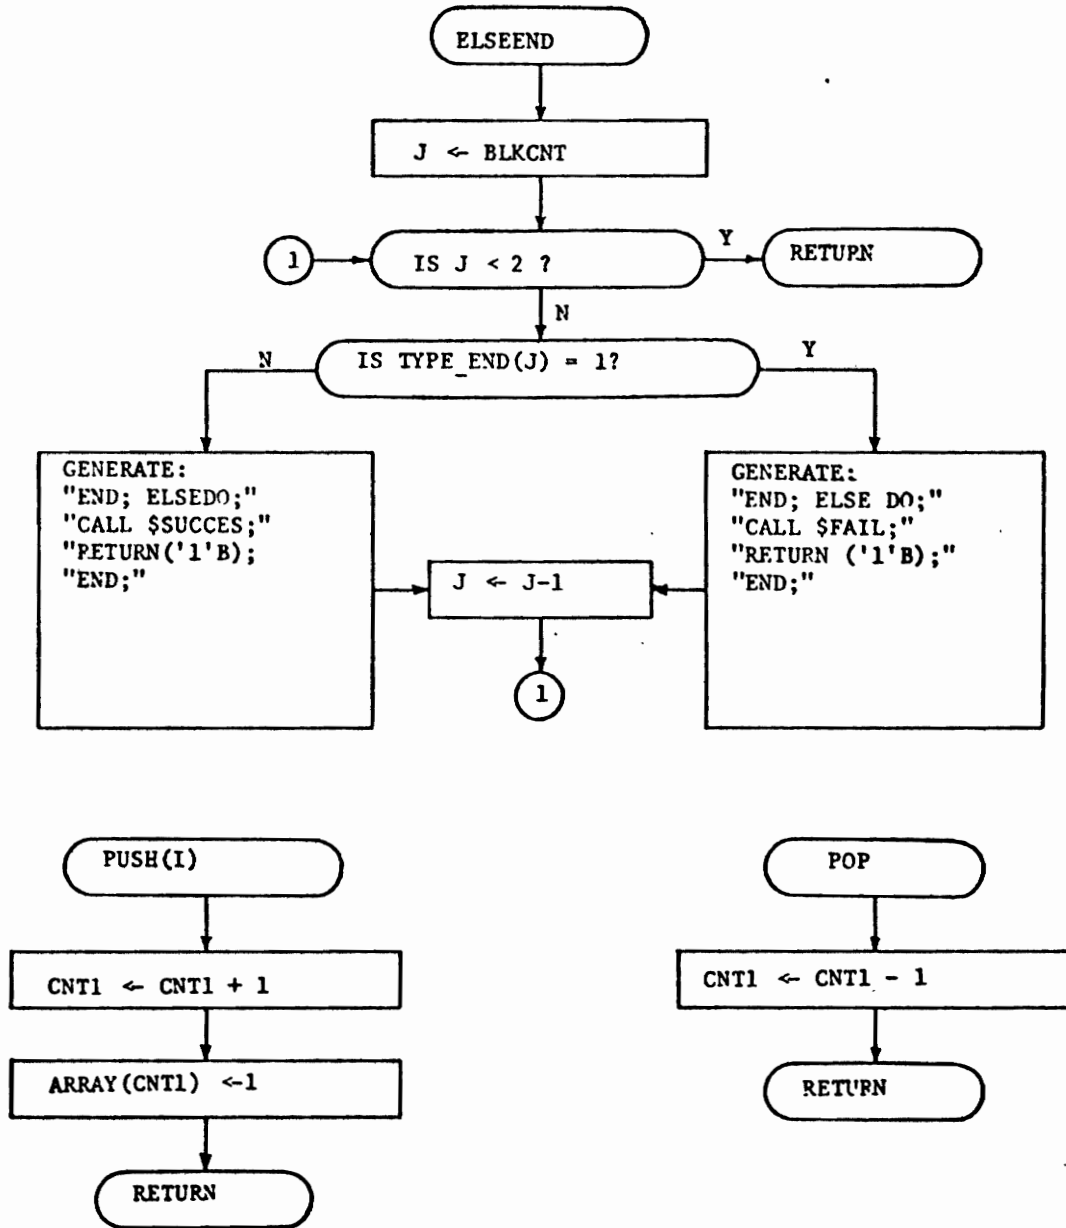 ELSEEND
J ← BLKCNT
1
IS J < 2 ?
Y
RETURN
N
IS TYPE_END(J) = 1?
N
Y
GENERATE:
"END; ELSEDO;"
"CALL $SUCCES;"
"RETURN('1'B);
"END;"
GENERATE:
"END; ELSE DO;"
"CALL $FAIL;"
"RETURN ('1'B);"
"END;"
J ← J-1
1
PUSH(I)
CNT1 ← CNT1 + 1
ARRAY(CNT1) <-1
RETURN
POP
CNT1 ← CNT1 - 1
RETURN